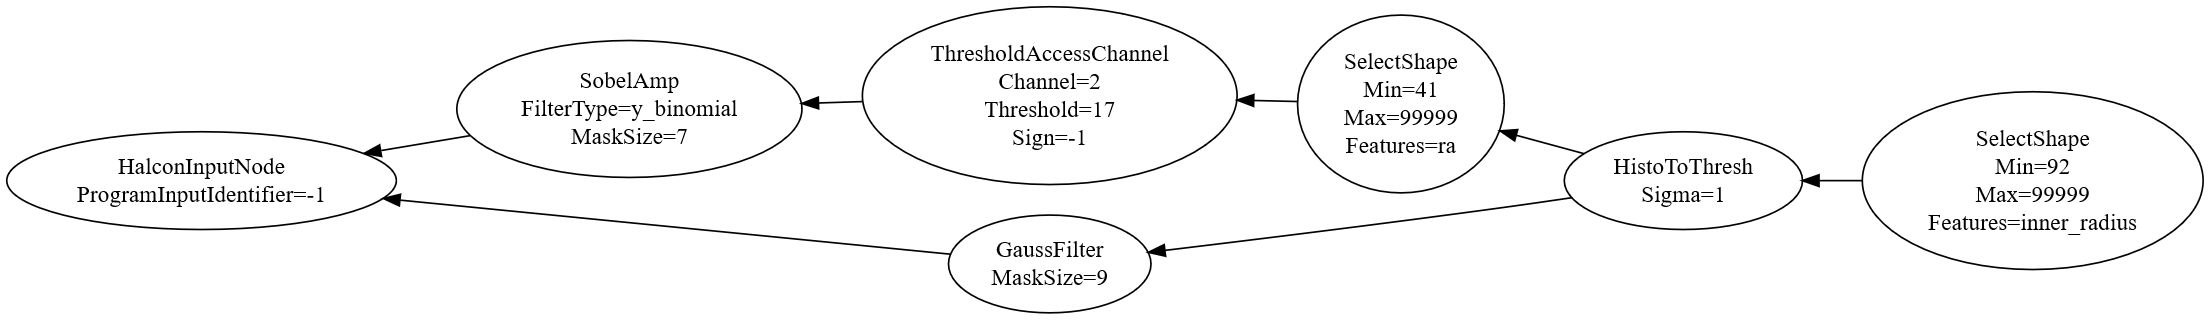 HalconInputNode
ProgramInputIdentifier=-1
SobelAmp
FilterType=y_binomial
MaskSize=7
ThresholdAccessChannel
Channel=2
Threshold=17
Sign=-1
GaussFilter
MaskSize=9
SelectShape
Min=41
Max=99999
Features=ra
HistoToThresh
Sigma=1
SelectShape
Min=92
Max=99999
Features=inner_radius